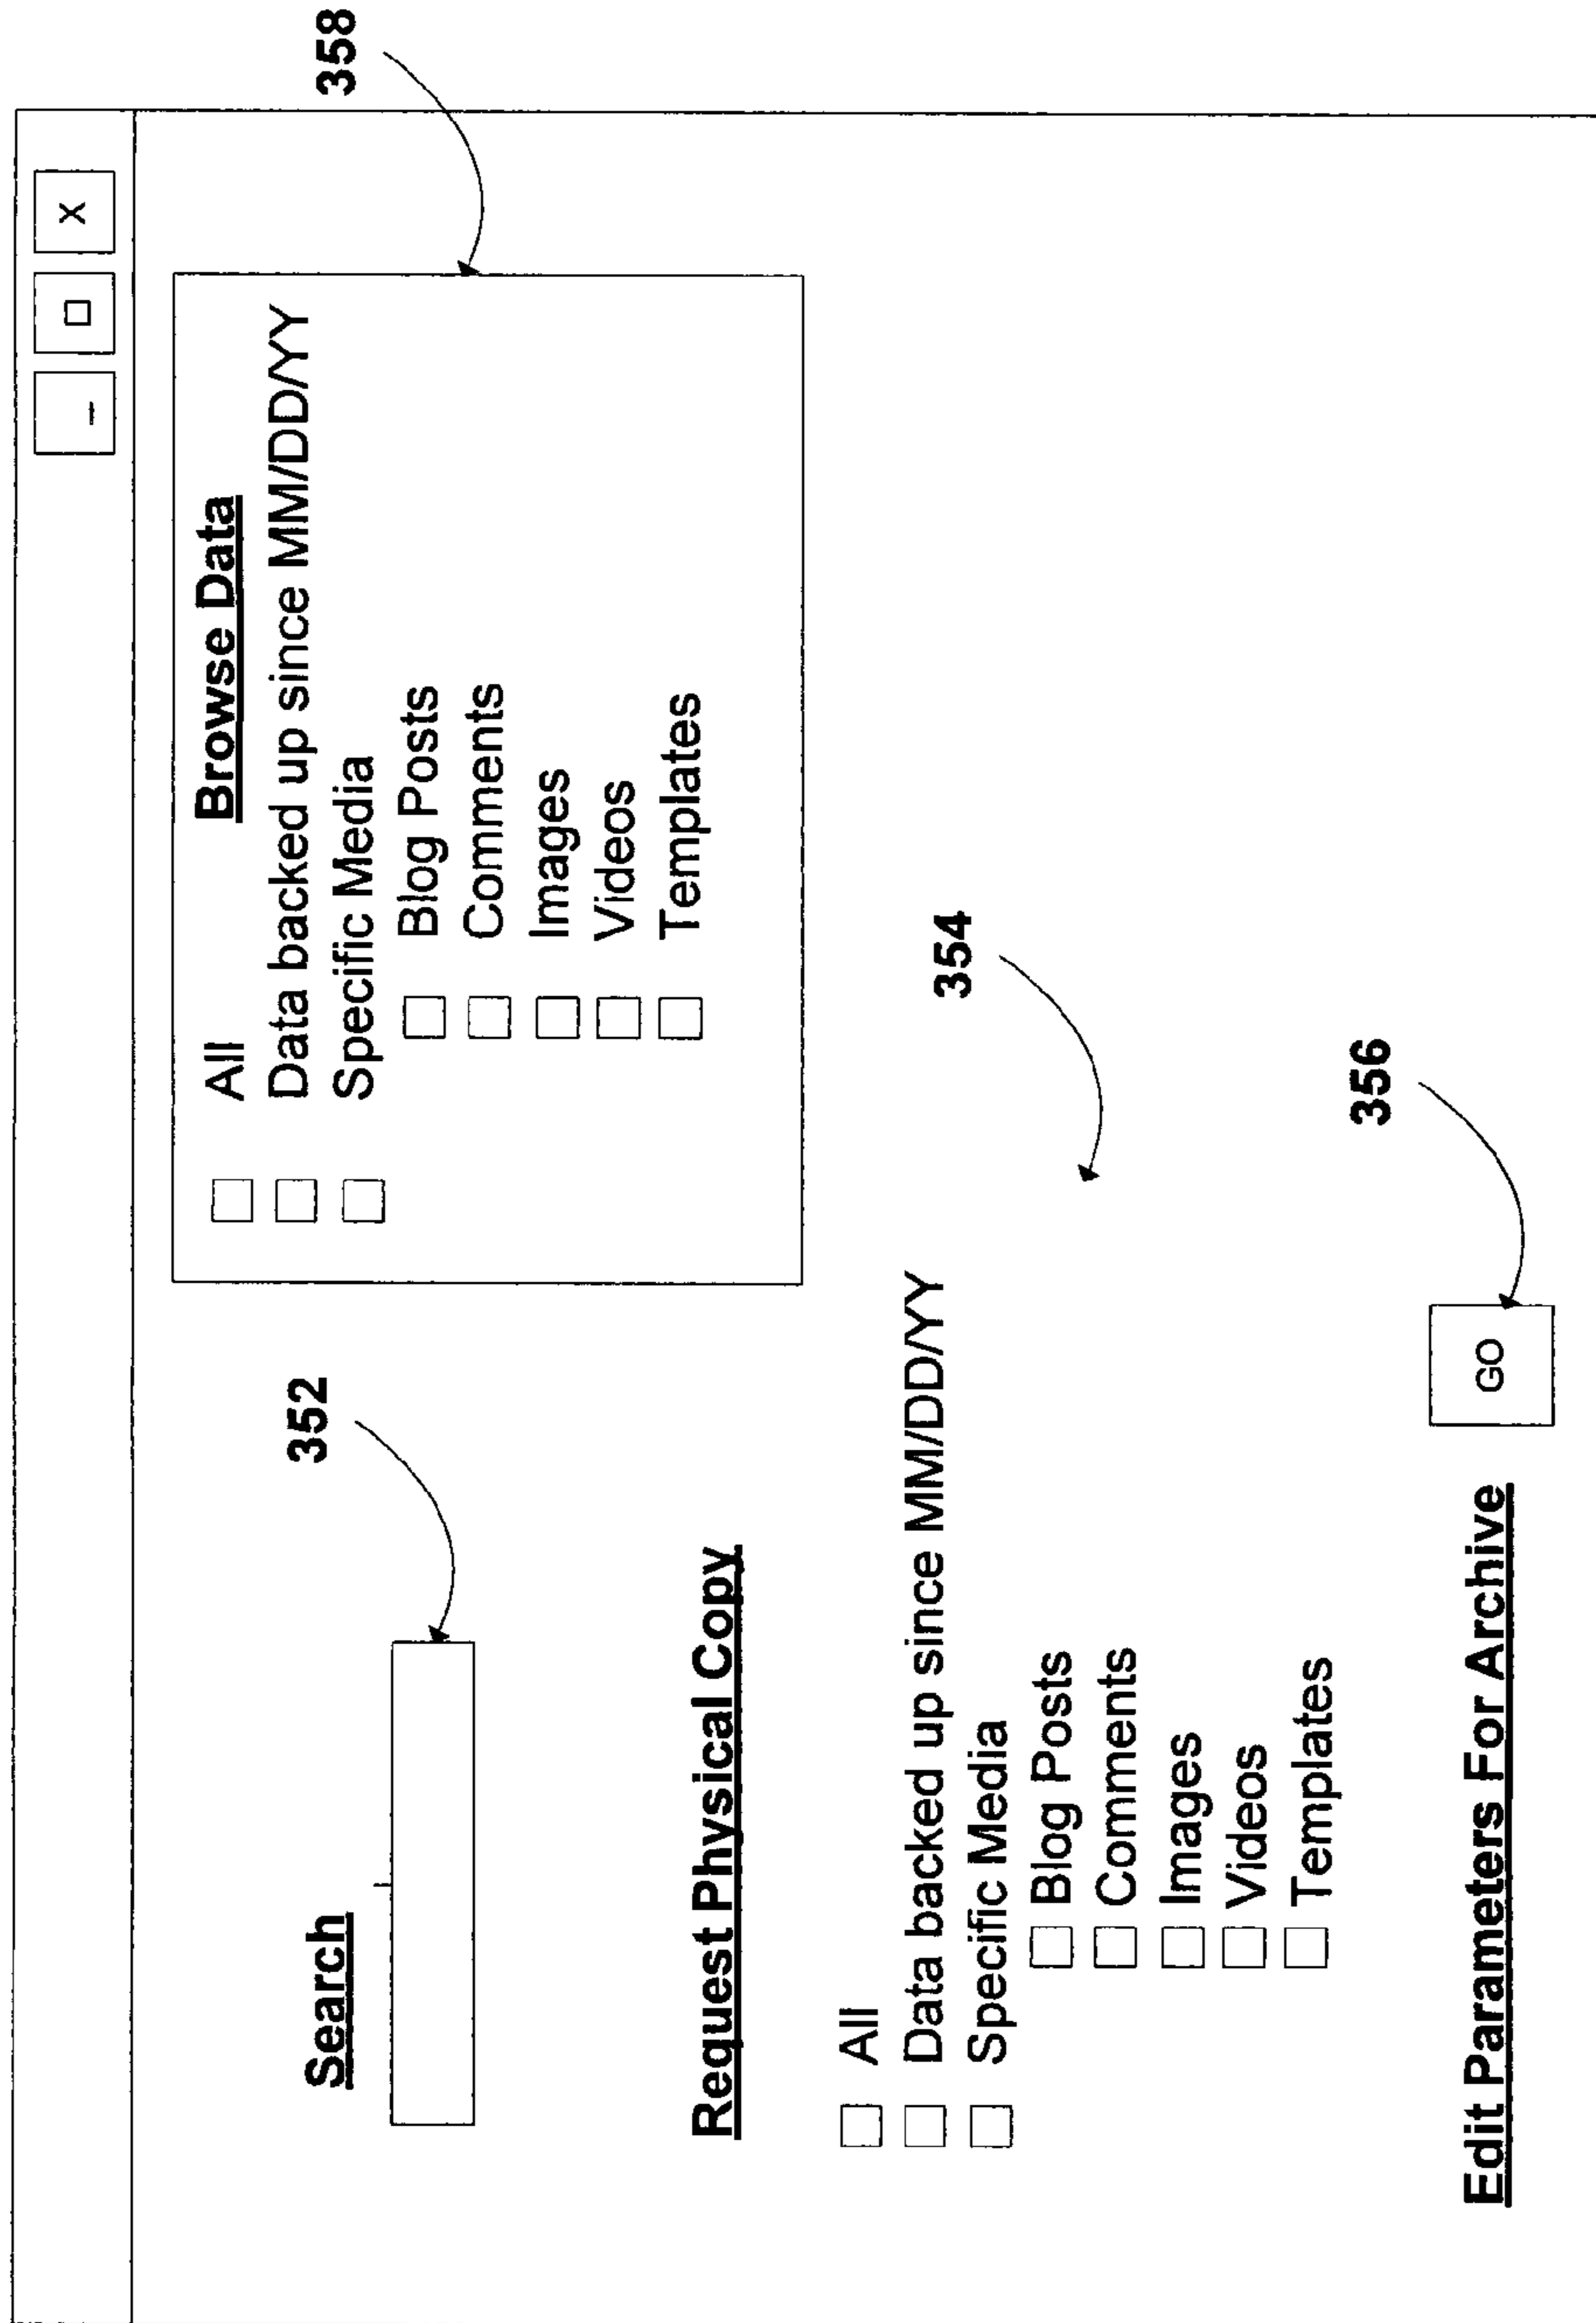 – □ X
358
Browse Data
All
Data backed up since MM/DD/YY
Specific Media
Blog Posts
Comments
Images
Videos
Templates
352
Search
Request Physical Copy
354
All
Data backed up since MM/DD/YY
Specific Media
Blog Posts
Comments
Images
Videos
Templates
356
Edit Parameters For Archive
GO